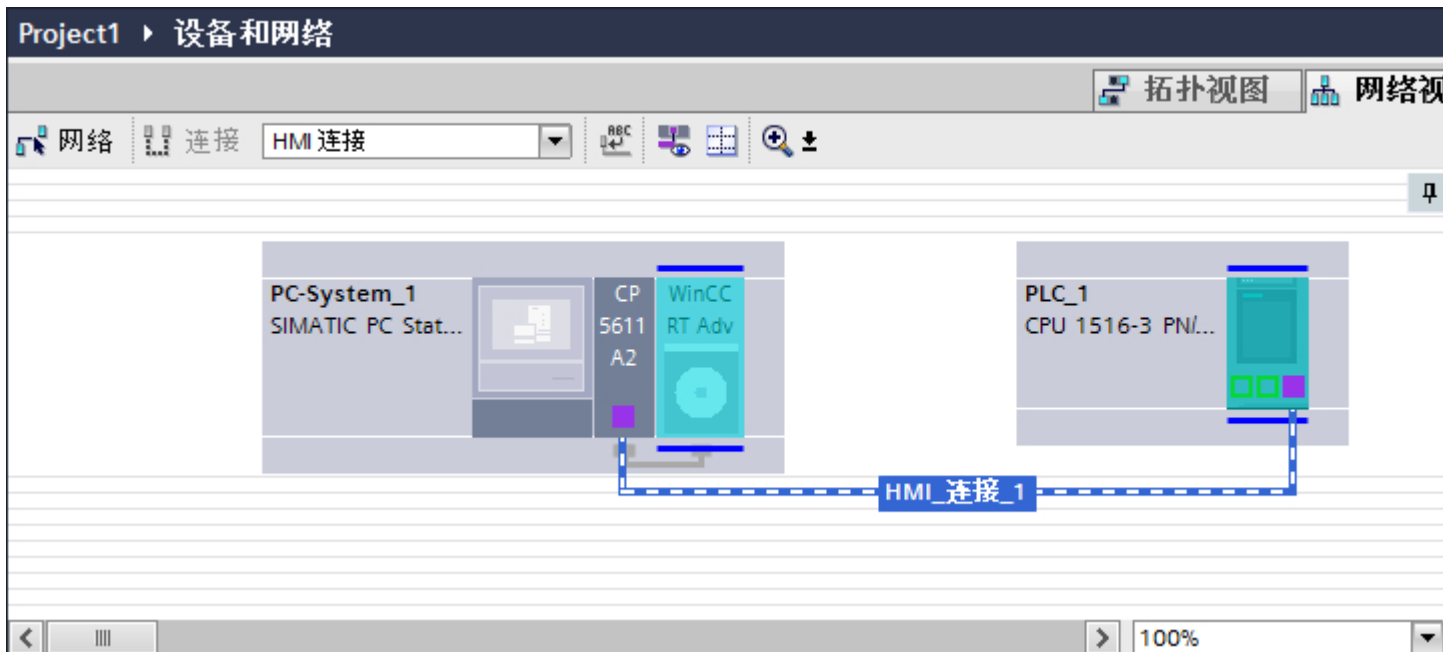 Project1 ▸ 设备和网络
拓扑视图 网络视
网络 连接 HMI 连接 ABC
PC-System_1
SIMATIC PC Stat...
CP
5611
A2
WinCC
RT Adv
PLC_1
CPU 1516-3 PN/...
HMI_连接_1
100%